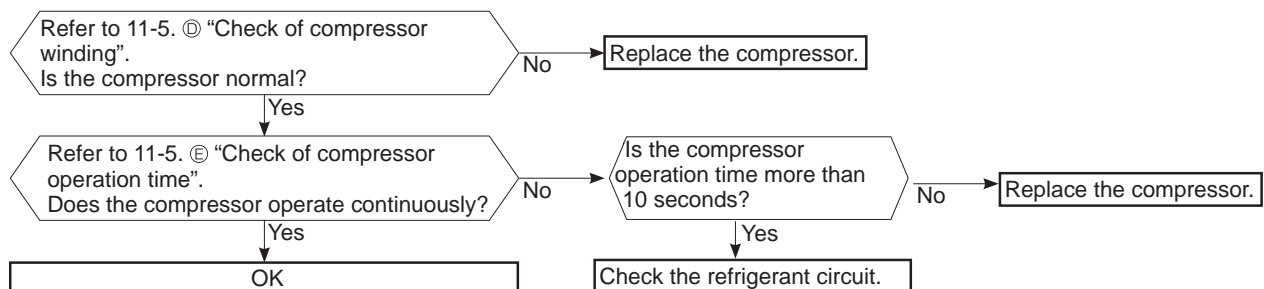 Refer to 11-5. Ⓓ “Check of compressor
winding”.
Is the compressor normal?
No
Replace the compressor.
Yes
Refer to 11-5. Ⓔ “Check of compressor
operation time”.
Does the compressor operate continuously?
No
Is the compressor
operation time more than
10 seconds?
No
Replace the compressor.
Yes
Yes
OK
Check the refrigerant circuit.